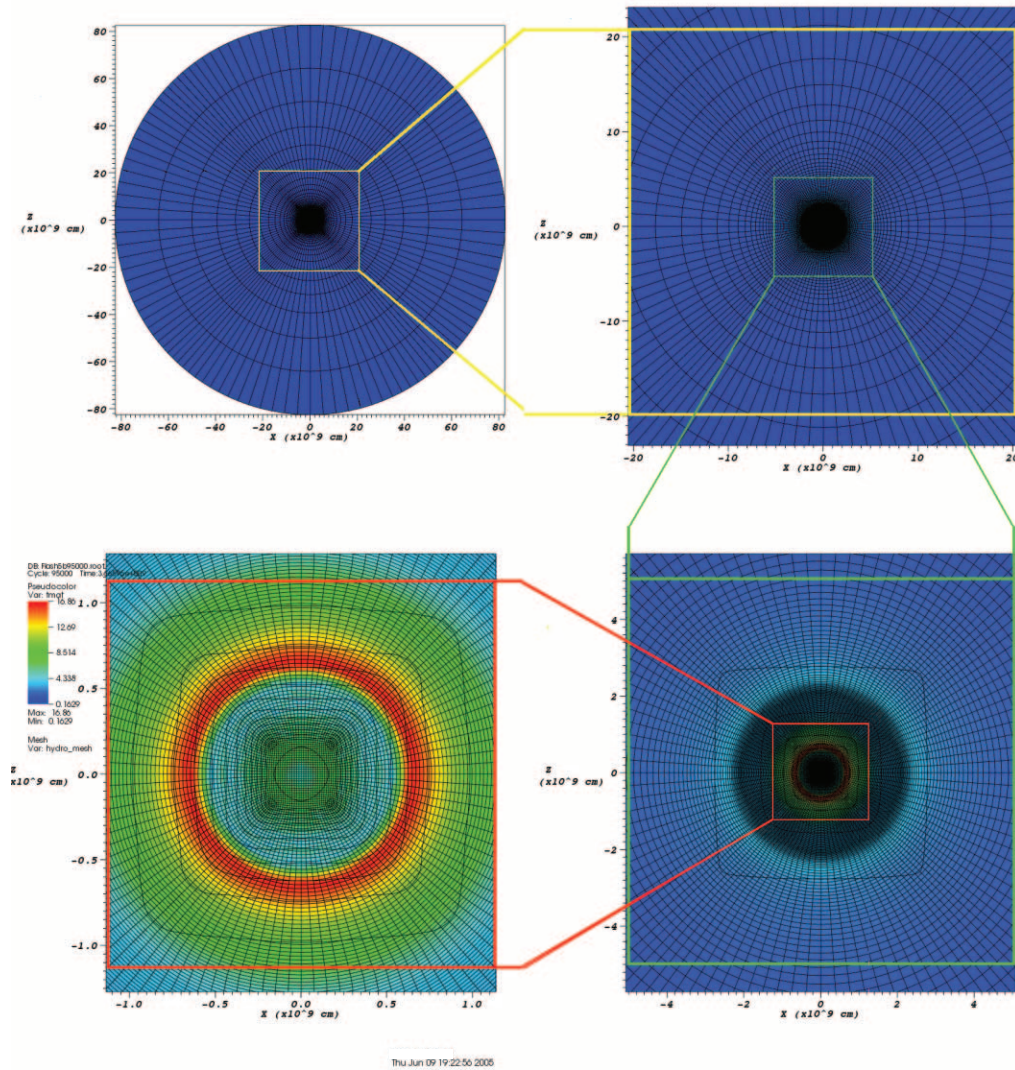 80
60
40
20
Z
(x10^9 cm)
0
-20
-40
-60
-80
-80 -60 -40 -20 0 20 40 60 80
X (x10^9 cm)
20
10
Z
(x10^9 cm)
0
-10
-20
-20 -10 0 10 20
X (x10^9 cm)
Cycle: 95000
Pseudocolor
Var: tmat
16.86
12.69
8.514
4.338
0.1629
Max: 16.86
Min: 0.1629
Mesh
Var: hydro_mesh
1.0
0.5
Z
x10^9 cm)
0.0
-0.5
-1.0
-1.0 -0.5 0.0 0.5 1.0
X (x10^9 cm)
4
2
Z
(x10^9 cm)
0
-2
-4
-4 -2 0 2 4
X (x10^9 cm)
Thu Jun 09 19:22:56 2005